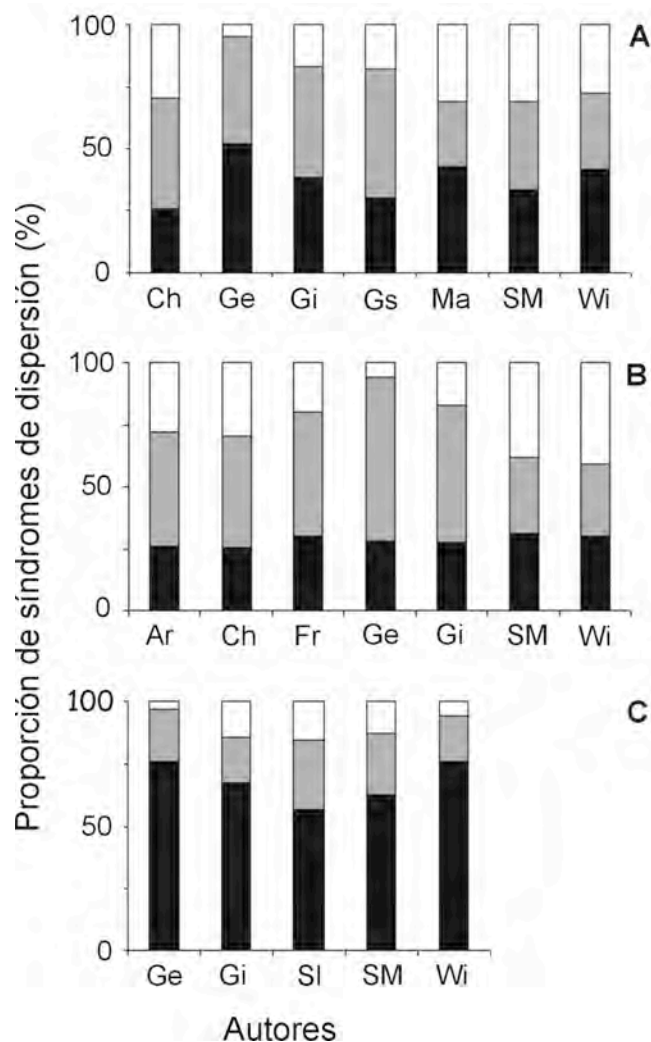 Proporción de síndromes de dispersión (%)
100
50
0
A
Ch Ge Gi Gs Ma SM Wi
100
50
0
B
Ar Ch Fr Ge Gi SM Wi
100
50
0
C
Ge Gi SI SM Wi
Autores